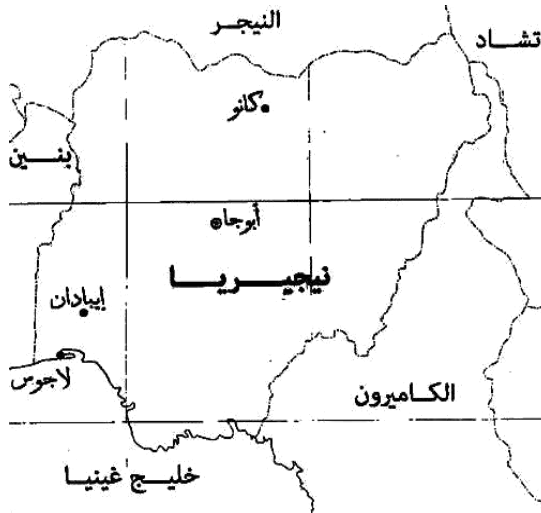 النيجر
تشاد
كانو
بنين
أبوجا
نيجيريا
إيبادان
لاجوس
الكاميرون
خليج غينيا